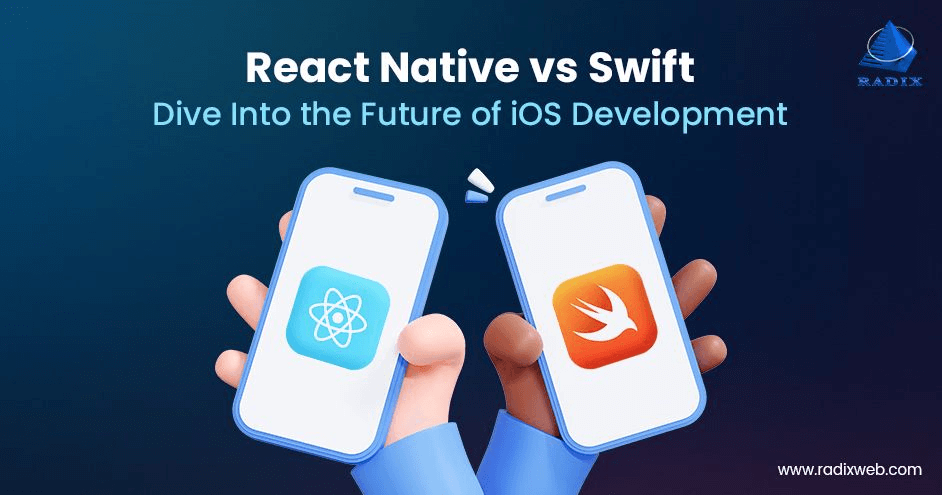 React Native vs Swift
Dive Into the Future of iOS Development
RADIX
www.radixweb.com